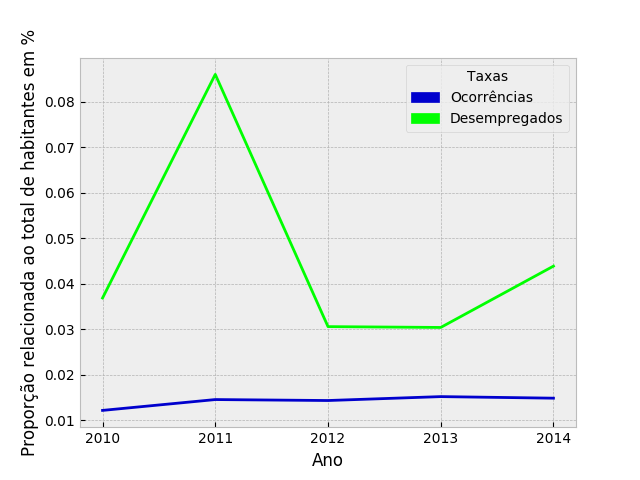 Proporção relacionada ao total de habitantes em %
Taxas
Ocorrências
Desempregados
0.08
0.07
0.06
0.05
0.04
0.03
0.02
0.01
2010 2011 2012 2013 2014
Ano